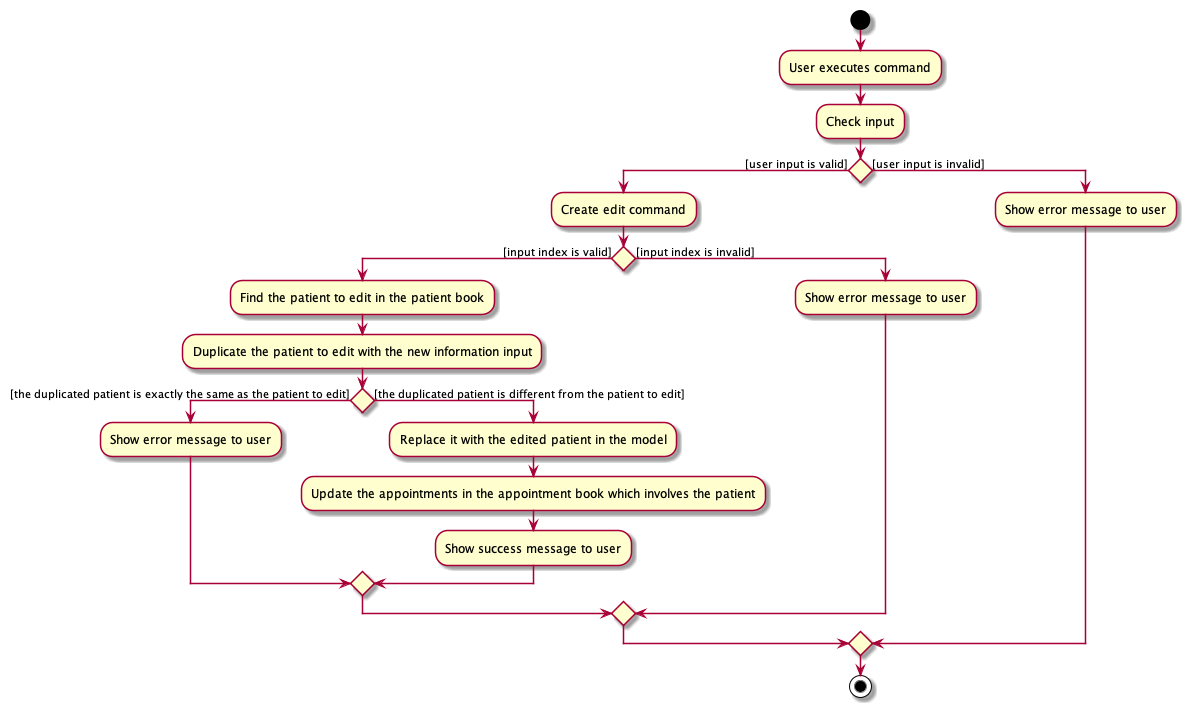 User executes command
Check input
[user input is valid]
[user input is invalid]
Create edit command
Show error message to user
[input index is valid]
[input index is invalid]
Find the patient to edit in the patient book
Show error message to user
Duplicate the patient to edit with the new information input
[the duplicated patient is exactly the same as the patient to edit]
[the duplicated patient is different from the patient to edit]
Show error message to user
Replace it with the edited patient in the model
Update the appointments in the appointment book which involves the patient
Show success message to user